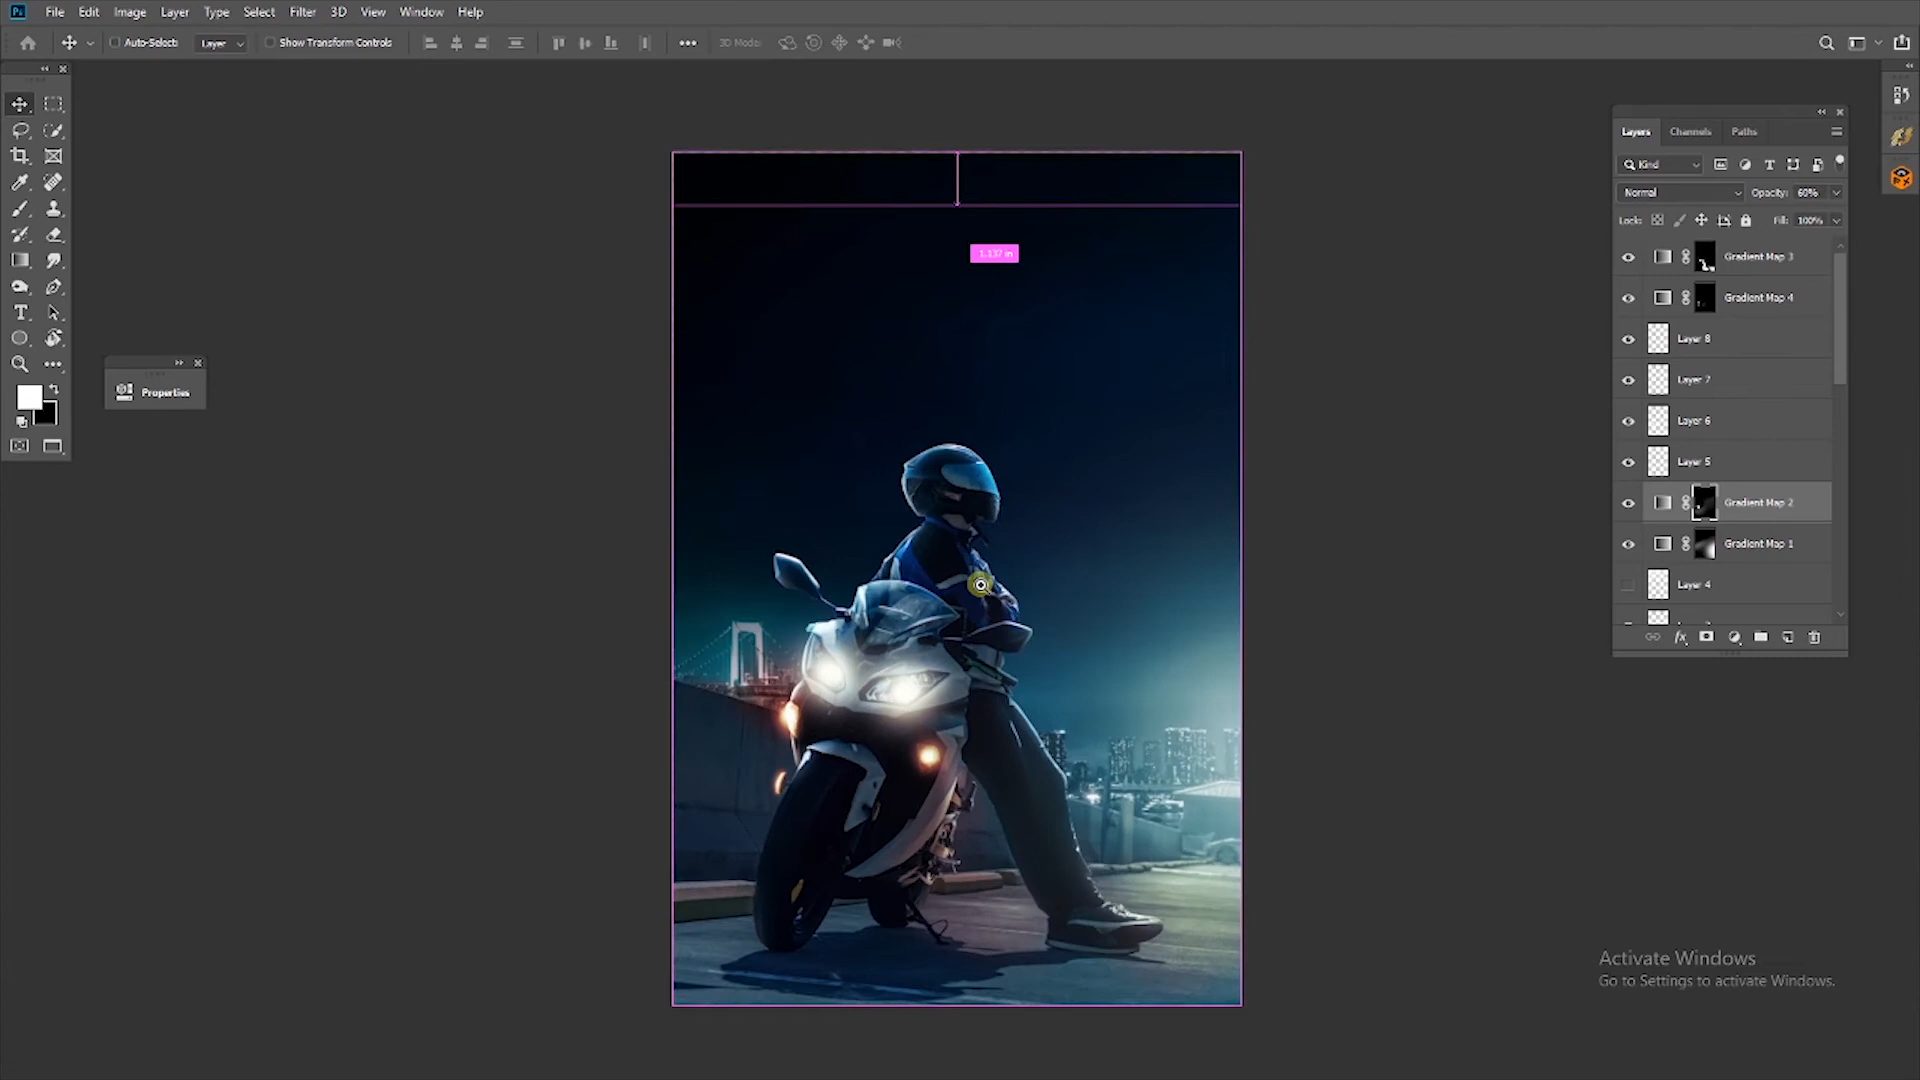 Ps File Edit Image Layer Type Select Filter 3D View Window Help
Auto-Select: Layer Show Transform Controls 3D Mode:
Layers Channels Paths
Kind
Normal Opacity: 60%
Lock: Fill: 100%
1.137 in
Gradient Map 3
Gradient Map 4
Layer 8
Layer 7
Properties
Layer 6
Layer 5
Gradient Map 2
Gradient Map 1
Layer 4
fx
Activate Windows
Go to Settings to activate Windows.